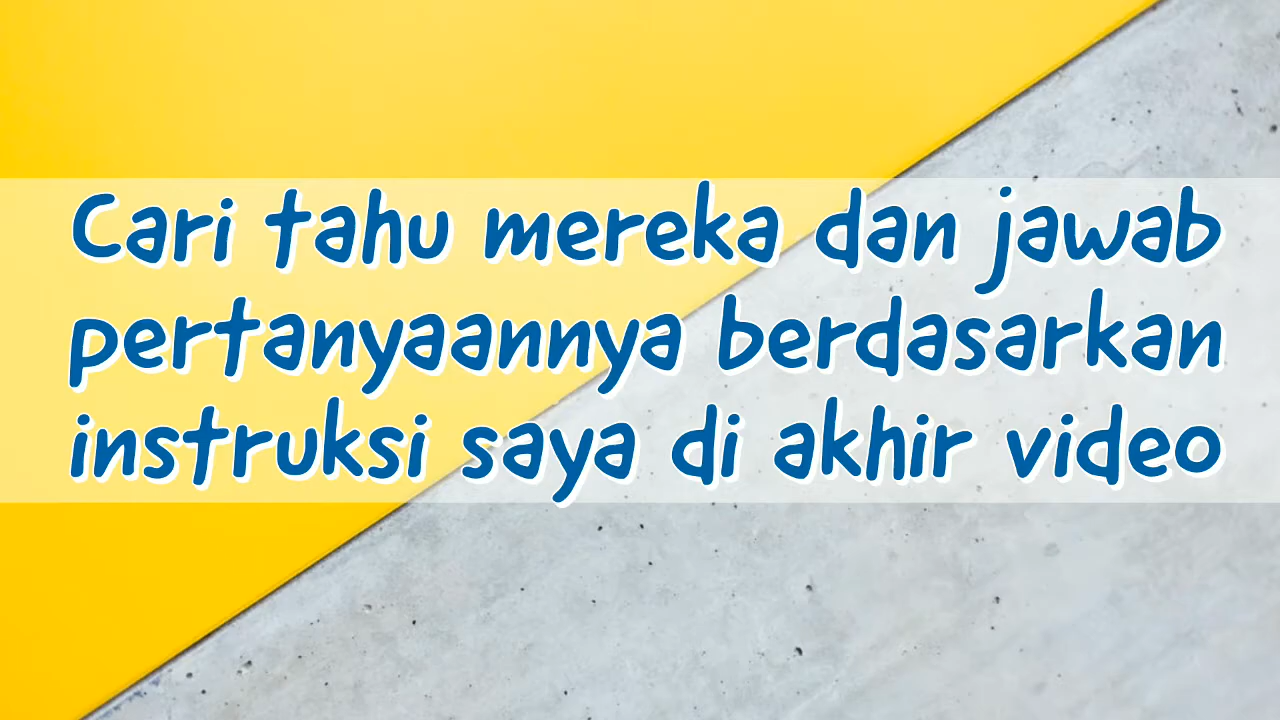 Cari tahu mereka dan jawab
pertanyaannya berdasarkan
instruksi saya di akhir video